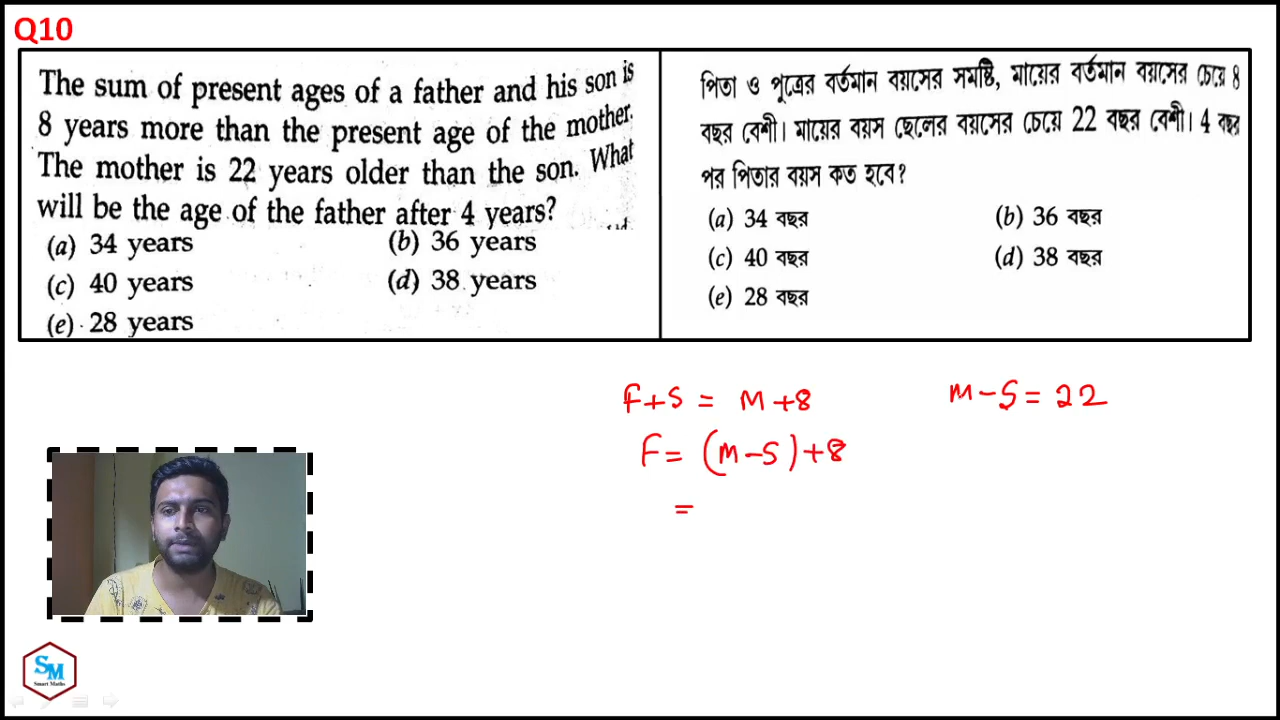 Q10
The sum of present ages of a father and his son is
8 years more than the present age of the mother.
The mother is 22 years older than the son. What
will be the age of the father after 4 years?
(a) 34 years (b) 36 years
(c) 40 years (d) 38 years
(e) 28 years
পিতা ও পুত্রের বর্তমান বয়সের সমষ্টি, মায়ের বর্তমান বয়সের চেয়ে 8
বছর বেশী। মায়ের বয়স ছেলের বয়সের চেয়ে 22 বছর বেশী। 4 বছর
পর পিতার বয়স কত হবে?
(a) 34 বছর (b) 36 বছর
(c) 40 বছর (d) 38 বছর
(e) 28 বছর
F+S = M+8 M-S = 22
F = (M-S)+8
=
SM
Smart Maths